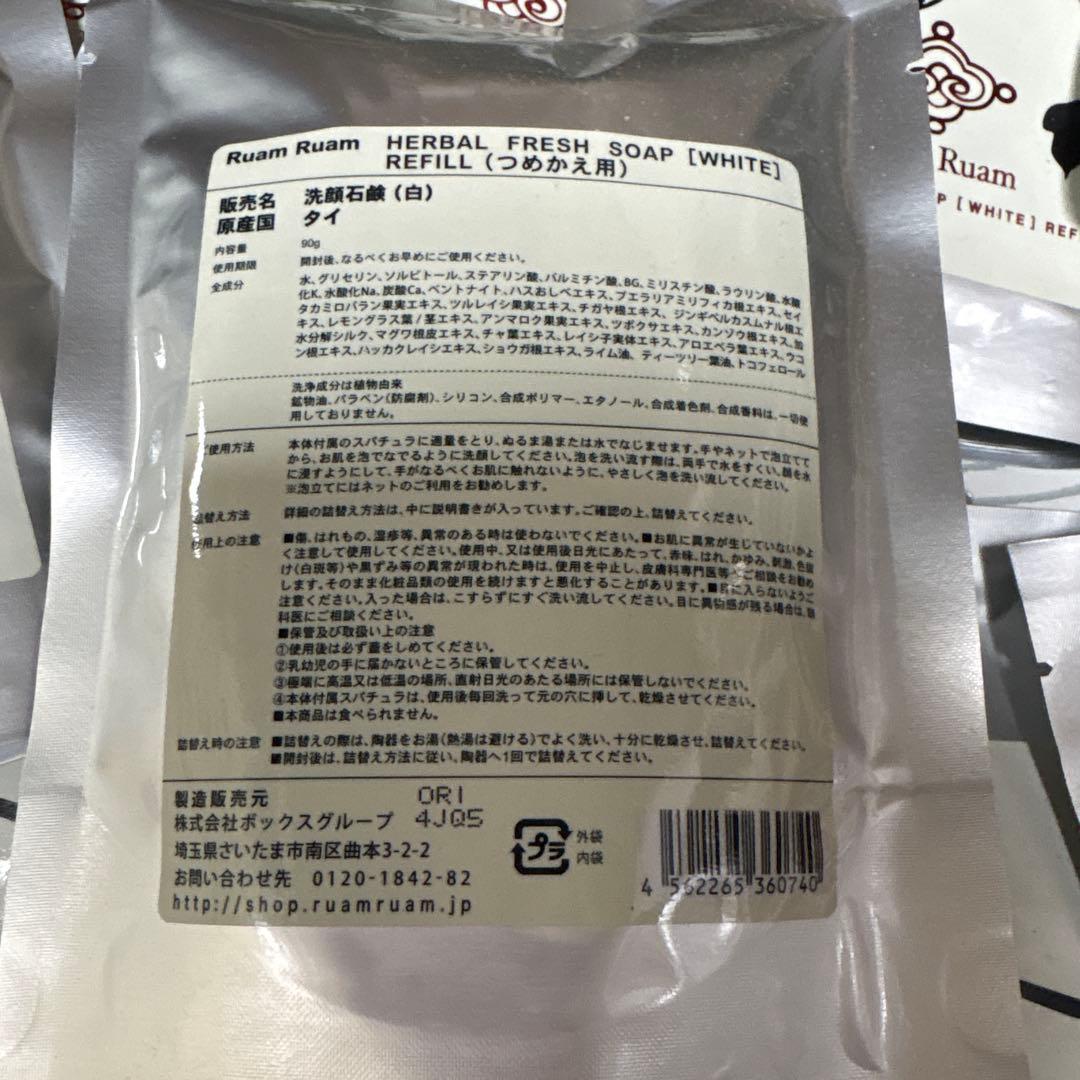 Ruam Ruam HERBAL FRESH SOAP [WHITE]
REFILL (つめかえ用)
販売名 洗顔石鹸(白)
原産国 タイ
内容量 90g
使用期限 開封後、なるべくお早めにご使用ください。
全成分 水、グリセリン、ソルビトール、ステアリン酸、パルミチン酸、BG、ミリスチン酸、ラウリン酸、水酸
化K、水酸化Na、炭酸Ca、ベントナイト、ハスおしべエキス、プエラリアミリフィカ根エキス、セイ
タカミロバラン果実エキス、ツルレイシ果実エキス、チガヤ根エキス、ジンギベルカスムナル根エ
キス、レモングラス葉/茎エキス、アンマロク果実エキス、ツボクサエキス、カンゾウ根エキス、加
水分解シルク、マグワ根皮エキス、チャ葉エキス、レイシ子実体エキス、アロエベラ葉エキス、ウコ
ン根エキス、ハッカクレイシエキス、ショウガ根エキス、ライム油、ティーツリー葉油、トコフェロール
洗浄成分は植物由来
鉱物油、パラベン(防腐剤)、シリコン、合成ポリマー、エタノール、合成着色剤、合成香料は、一切使
用しておりません。
ご使用方法 本体付属のスパチュラに適量をとり、ぬるま湯または水でなじませます。手やネットで泡立てて
から、お肌を泡でなでるように洗顔してください。泡を洗い流す際は、両手で水をすくい、顔を水
に浸すようにして、手がなるべくお肌に触れないように、やさしく泡を洗い流してください。
※泡立てにはネットのご利用をお勧めします。
詰替え方法 詳細の詰替え方法は、中に説明書きが入っています。ご確認の上、詰替えてください。
使用上の注意 ■傷、はれもの、湿疹等、異常のある時は使わないでください。■お肌に異常が生じていないかよ
く注意して使用してください。使用中、又は使用後日光にあたって、赤味、はれ、かゆみ、刺激、色抜
け(白斑等)や黒ずみ等の異常が現われた時は、使用を中止し、皮膚科専門医等へご相談をお勧め
します。そのまま化粧品類の使用を続けますと悪化することがあります。■目に入らないようご
注意ください。入った場合は、こすらずにすぐ洗い流してください。目に異物感が残る場合は、眼
科医にご相談ください。
■保管及び取扱い上の注意
①使用後は必ず蓋をしめてください。
②乳幼児の手に届かないところに保管してください。
③極端に高温又は低温の場所、直射日光のあたる場所には保管しないでください。
④本体付属スパチュラは、使用後毎回洗って元の穴に挿して、乾燥させてください。
■本商品は食べられません。
詰替え時の注意 ■詰替えの際は、陶器をお湯(熱湯は避ける)でよく洗い、十分に乾燥させ、詰替えてください。
■開封後は、詰替え方法に従い、陶器へ1回で詰替えてください。
製造販売元 ORI
株式会社ボックスグループ 4JQ5
埼玉県さいたま市南区曲本3-2-2
お問い合わせ先 0120-1842-82
http://shop.ruamruam.jp
プラ 外袋
内袋
4 562265 360740
Ruam
P [WHITE] REF